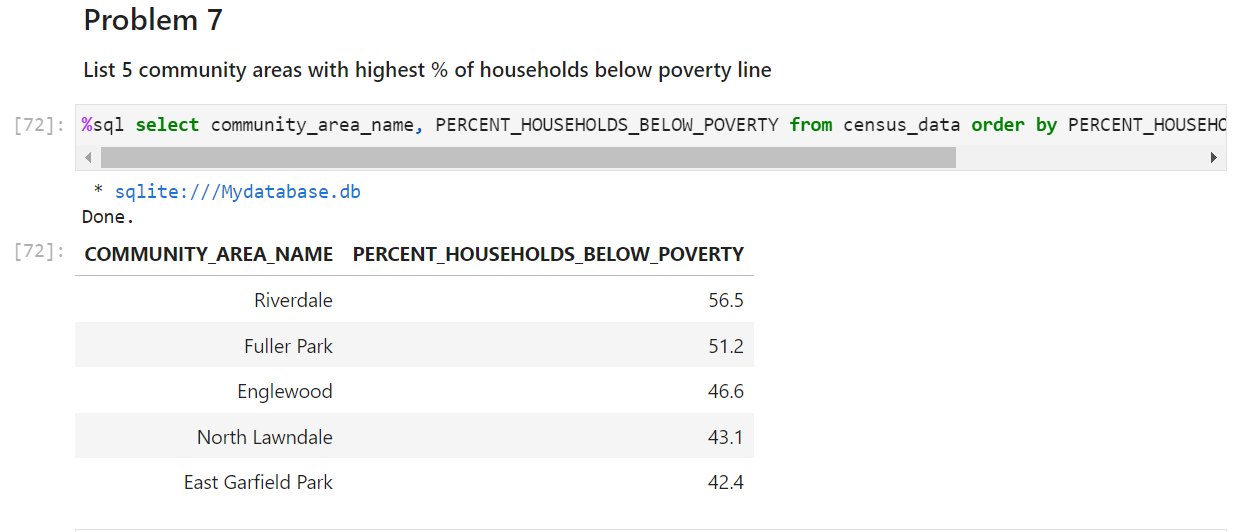 Problem 7
List 5 community areas with highest % of households below poverty line
[72]: %sql select community_area_name, PERCENT_HOUSEHOLDS_BELOW_POVERTY from census_data order by PERCENT_HOUSEHO
* sqlite:///Mydatabase.db
Done.
[72]: COMMUNITY_AREA_NAME PERCENT_HOUSEHOLDS_BELOW_POVERTY
Riverdale 56.5
Fuller Park 51.2
Englewood 46.6
North Lawndale 43.1
East Garfield Park 42.4